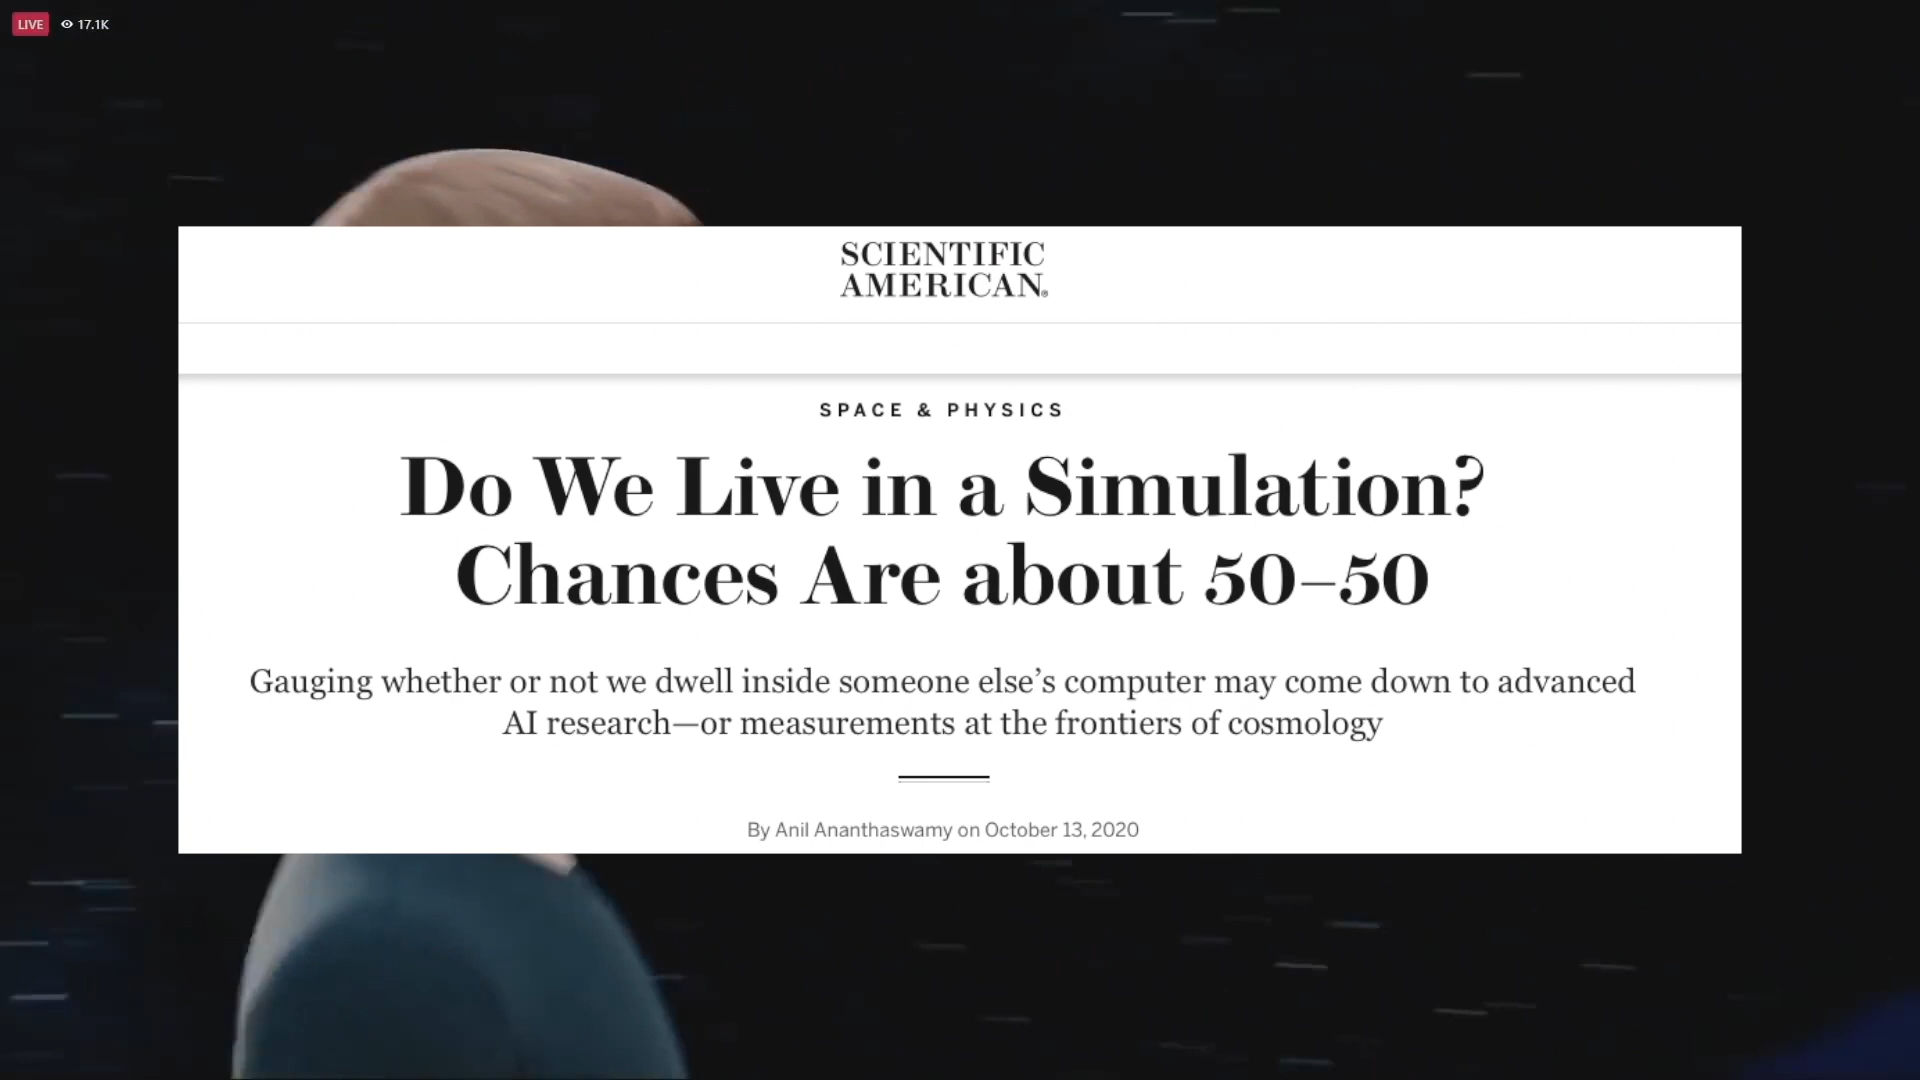 LIVE 17.1K
SCIENTIFIC
AMERICAN®
SPACE & PHYSICS
Do We Live in a Simulation?
Chances Are about 50–50
Gauging whether or not we dwell inside someone else’s computer may come down to advanced
AI research—or measurements at the frontiers of cosmology
By Anil Ananthaswamy on October 13, 2020